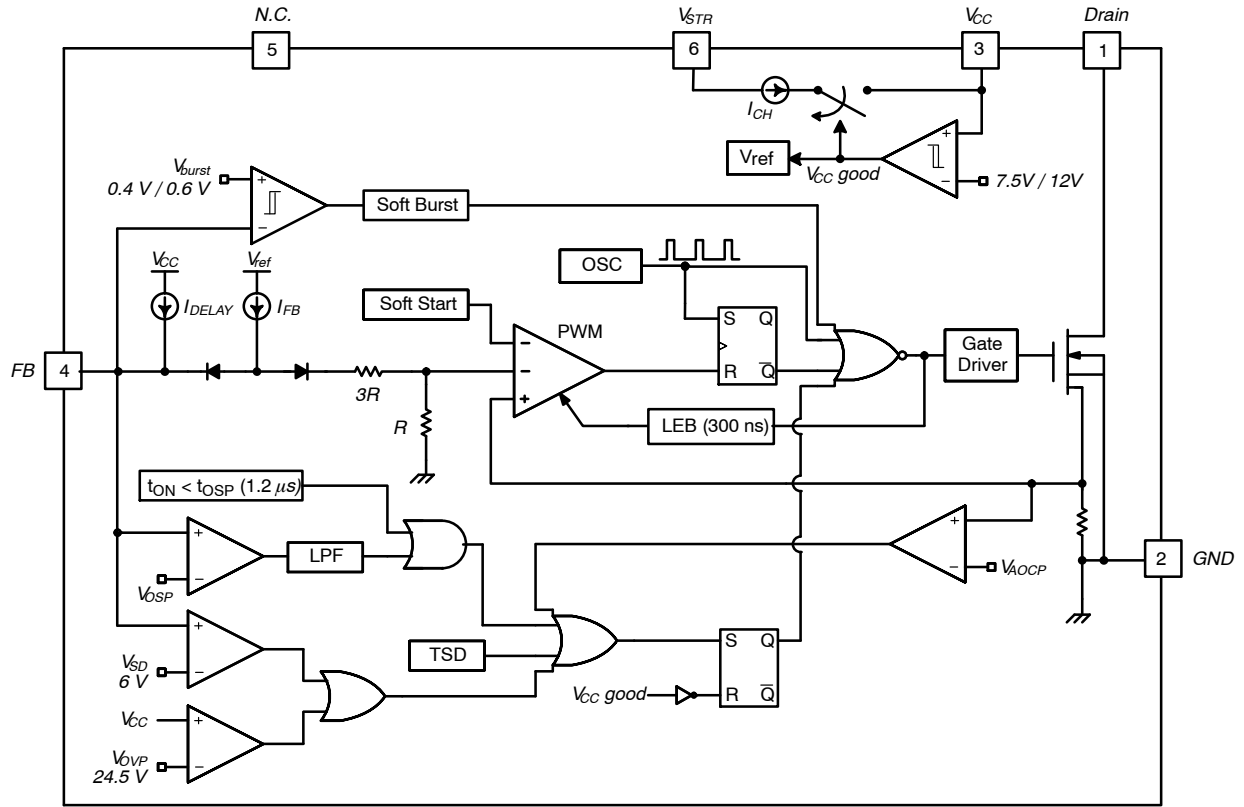 N.C.
V_STR
V_CC
Drain
5
6
3
1
I_CH
+
Vref
V_CC good
−
7.5V / 12V
V_burst
0.4 V / 0.6 V
+
−
Soft Burst
OSC
V_CC
V_ref
I_DELAY
I_FB
Soft Start
PWM
S
Q
R
Q̅
−
−
+
Gate
Driver
FB
4
3R
R
LEB (300 ns)
t_ON < t_OSP (1.2 μs)
+
−
V_OSP
LPF
+
−
V_AOCP
2
GND
+
−
V_SD
6 V
TSD
S
Q
R
Q̅
V_CC good
V_CC
+
−
V_OVP
24.5 V